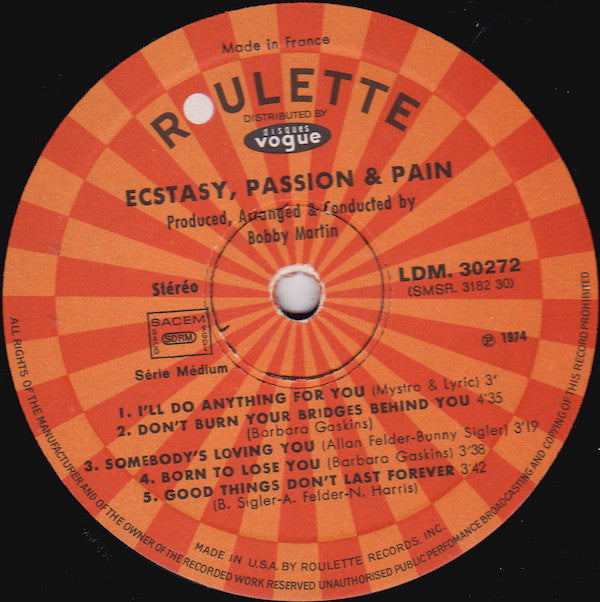 Made in France
ROULETTE
DISTRIBUTED BY
disques
vogue
ECSTASY, PASSION & PAIN
Produced, Arranged & Conducted by
Bobby Martin
Stéréo
LDM. 30272
(SMSR. 3182 30)
SACEM
SACD
SDRM
SGDL
℗ 1974
Série Médium
1. I'LL DO ANYTHING FOR YOU (Mystro & Lyric) 3'
2. DON'T BURN YOUR BRIDGES BEHIND YOU 4'35
(Barbara Gaskins)
3. SOMEBODY'S LOVING YOU (Allan Felder-Bunny Sigler) 3'19
4. BORN TO LOSE YOU (Barbara Gaskins) 3'38
5. GOOD THINGS DON'T LAST FOREVER 3'42
(B. Sigler-A. Felder-N. Harris)
MADE IN U.S.A. BY ROULETTE RECORDS, INC.
ALL RIGHTS OF THE MANUFACTURER AND OF THE OWNER OF THE RECORDED WORK RESERVED UNAUTHORISED PUBLIC PERFOMANCE BROADCASTING AND COPYING OF THIS RECORD PROHIBITED